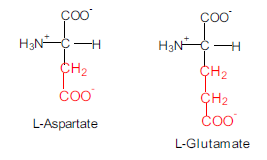 COO⁻ COO⁻
H₃N⁺ C H H₃N⁺ C H
CH₂ CH₂
COO⁻ CH₂
COO⁻
L-Aspartate
L-Glutamate